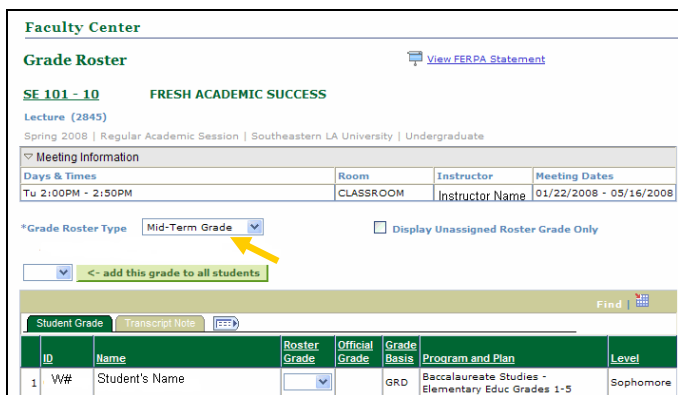 Faculty Center
Grade Roster
View FERPA Statement
SE 101 - 10 FRESH ACADEMIC SUCCESS
Lecture (2845)
Spring 2008 | Regular Academic Session | Southeastern LA University | Undergraduate
Meeting Information
Days & Times Room Instructor Meeting Dates
Tu 2:00PM - 2:50PM CLASSROOM Instructor Name 01/22/2008 - 05/16/2008
*Grade Roster Type Mid-Term Grade Display Unassigned Roster Grade Only
<- add this grade to all students
Find |
Student Grade Transcript Note
ID Name Roster Grade Official Grade Grade Basis Program and Plan Level
1 W# Student's Name GRD Baccalaureate Studies - Sophomore
Elementary Educ Grades 1-5